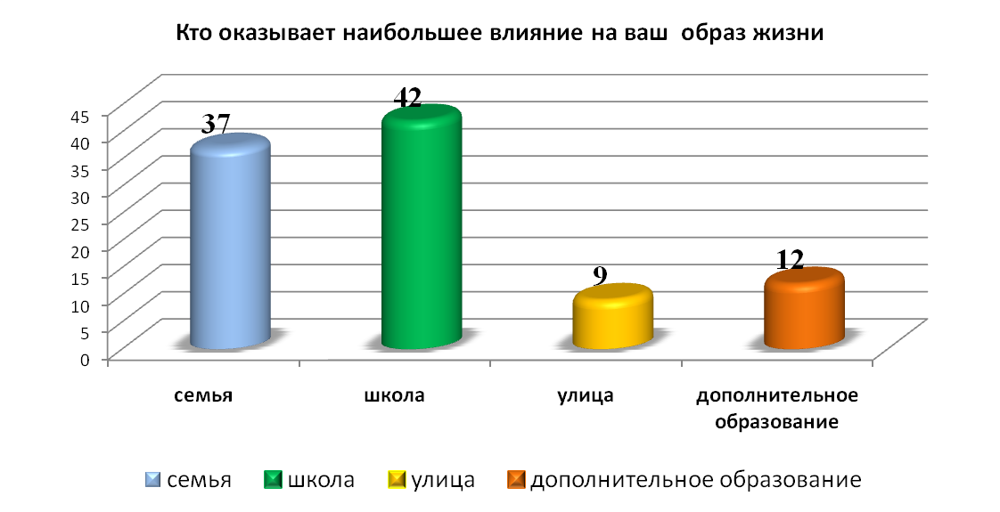 Кто оказывает наибольшее влияние на ваш образ жизни
42
37
9
12
45
40
35
30
25
20
15
10
5
0
семья
школа
улица
дополнительное
образование
семья
школа
улица
дополнительное образование